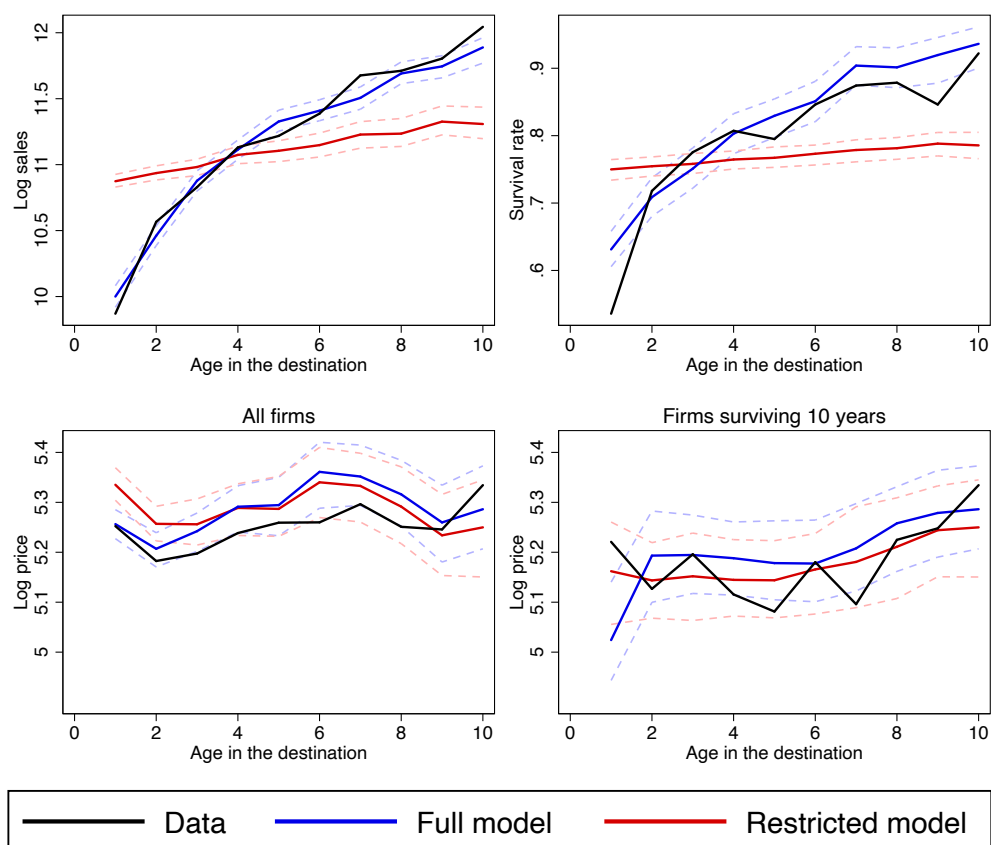 Log sales
10 10.5 11 11.5 12
0 2 4 6 8 10
Age in the destination
Survival rate
.6 .7 .8 .9
0 2 4 6 8 10
Age in the destination
All firms
Log price
5 5.1 5.2 5.3 5.4
0 2 4 6 8 10
Age in the destination
Firms surviving 10 years
Log price
5 5.1 5.2 5.3 5.4
0 2 4 6 8 10
Age in the destination
Data Full model Restricted model